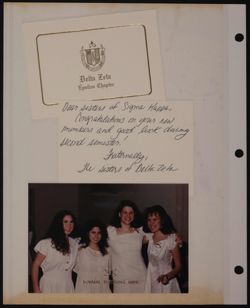 Delta Zeta
Epsilon Chapter
Dear sisters of Sigma Kappa,
Congratulations on your new
members and good luck during
second semester.
Fraternally,
The sisters of Delta Zeta